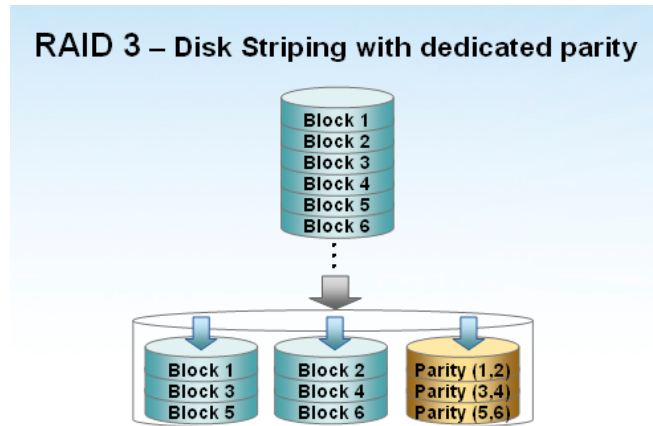 RAID 3 – Disk Striping with dedicated parity
Block 1
Block 2
Block 3
Block 4
Block 5
Block 6
Block 1
Block 3
Block 5
Block 2
Block 4
Block 6
Parity (1,2)
Parity (3,4)
Parity (5,6)